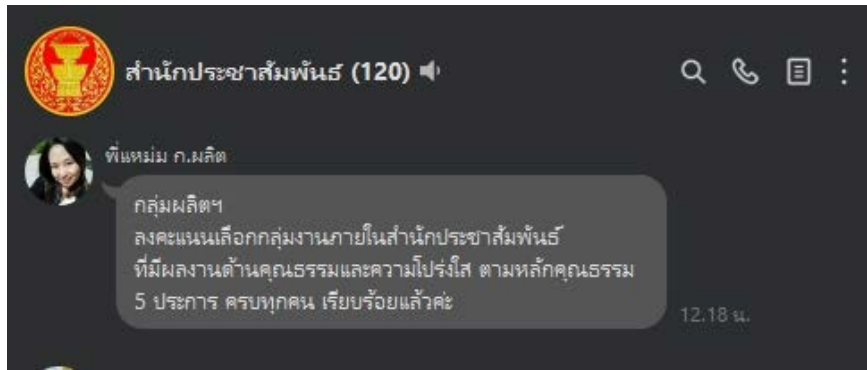 สำนักประชาสัมพันธ์ (120)
พี่แหม่ม ก.ผลิต
กลุ่มผลิตฯ
ลงคะแนนเลือกกลุ่มงานภายในสำนักประชาสัมพันธ์
ที่มีผลงานด้านคุณธรรมและความโปร่งใส ตามหลักคุณธรรม
5 ประการ ครบทุกคน เรียบร้อยแล้วค่ะ
12.18 น.